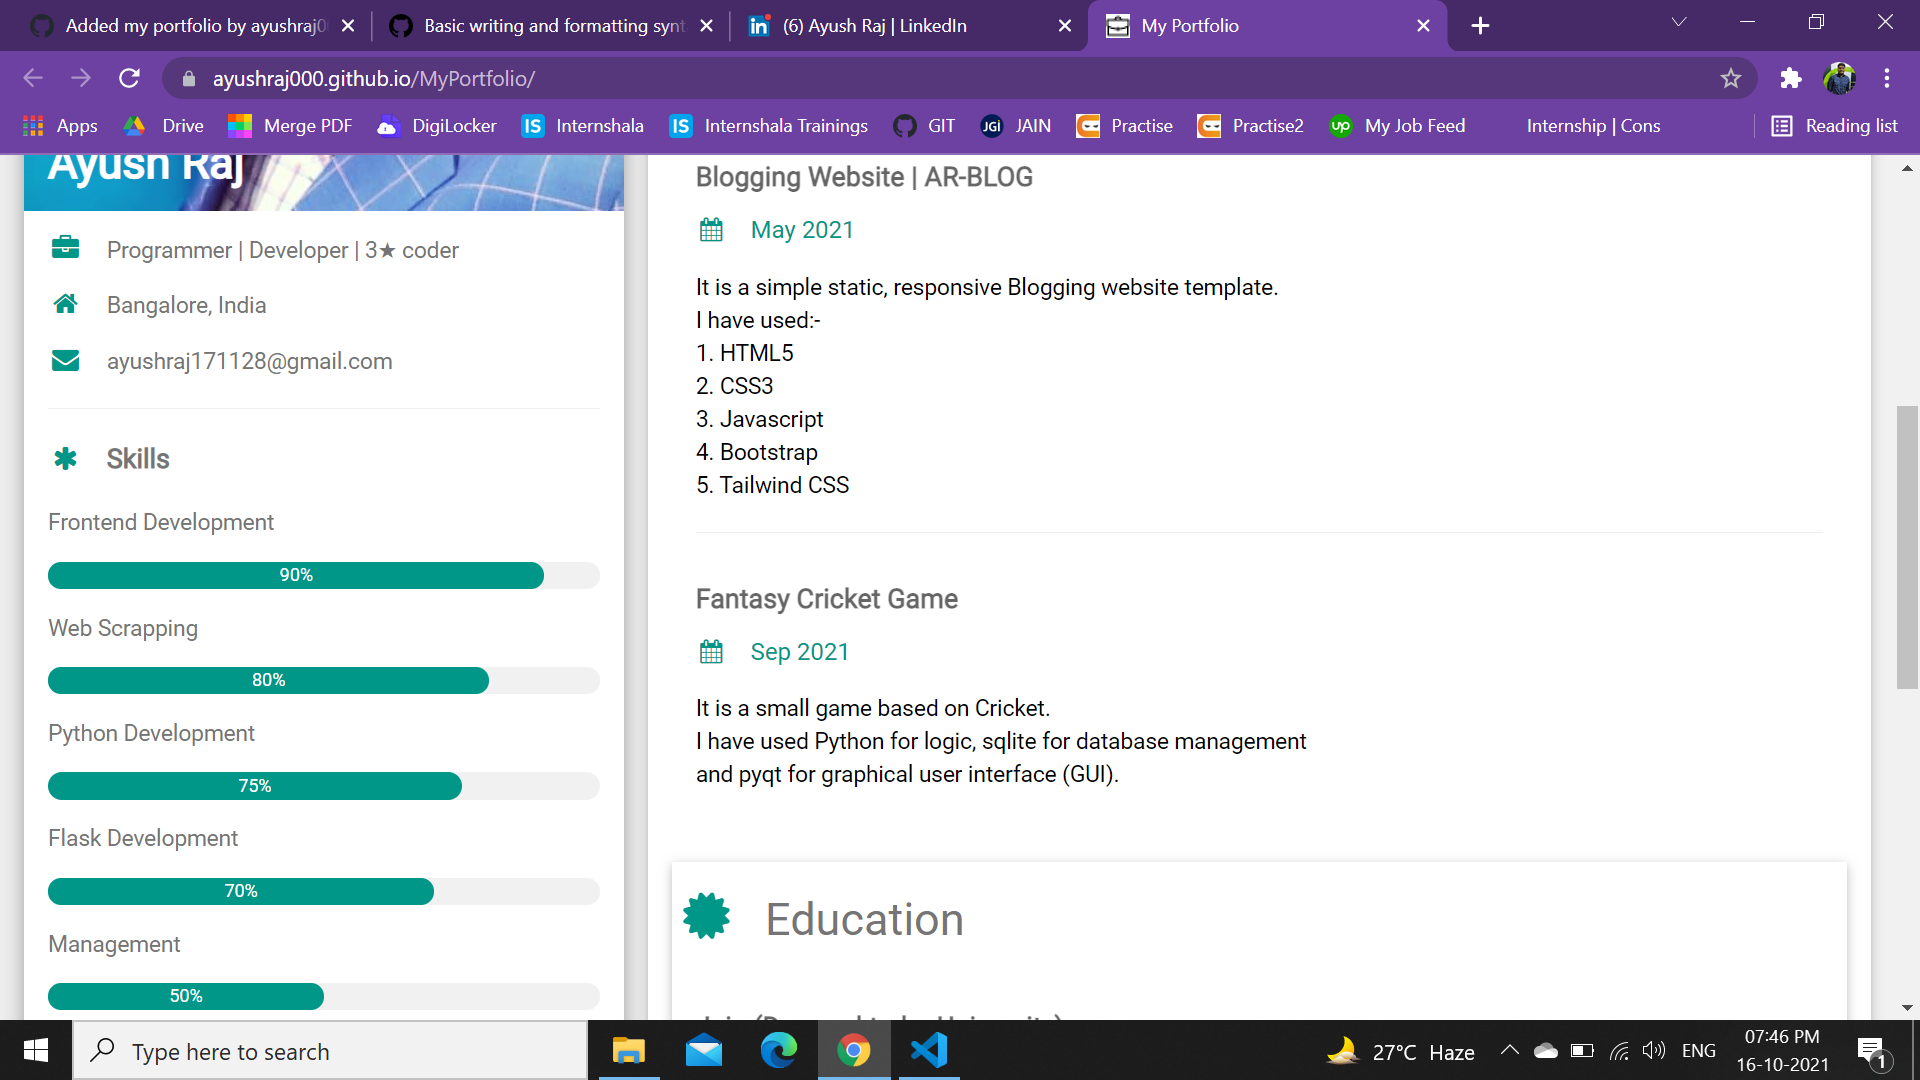 Added my portfolio by ayushraj0
Basic writing and formatting synt
(6) Ayush Raj | LinkedIn
My Portfolio
ayushraj000.github.io/MyPortfolio/
Apps
Drive
Merge PDF
DigiLocker
IS Internshala
IS Internshala Trainings
GIT
JGi JAIN
Practise
Practise2
up My Job Feed
Internship | Cons
Reading list
Ayush Raj
Programmer | Developer | 3★ coder
Bangalore, India
ayushraj171128@gmail.com
Skills
Frontend Development
90%
Web Scrapping
80%
Python Development
75%
Flask Development
70%
Management
50%
Blogging Website | AR-BLOG
May 2021
It is a simple static, responsive Blogging website template.
I have used:-
1. HTML5
2. CSS3
3. Javascript
4. Bootstrap
5. Tailwind CSS
Fantasy Cricket Game
Sep 2021
It is a small game based on Cricket.
I have used Python for logic, sqlite for database management
and pyqt for graphical user interface (GUI).
Education
Type here to search
27°C Haze
ENG
07:46 PM
16-10-2021
1